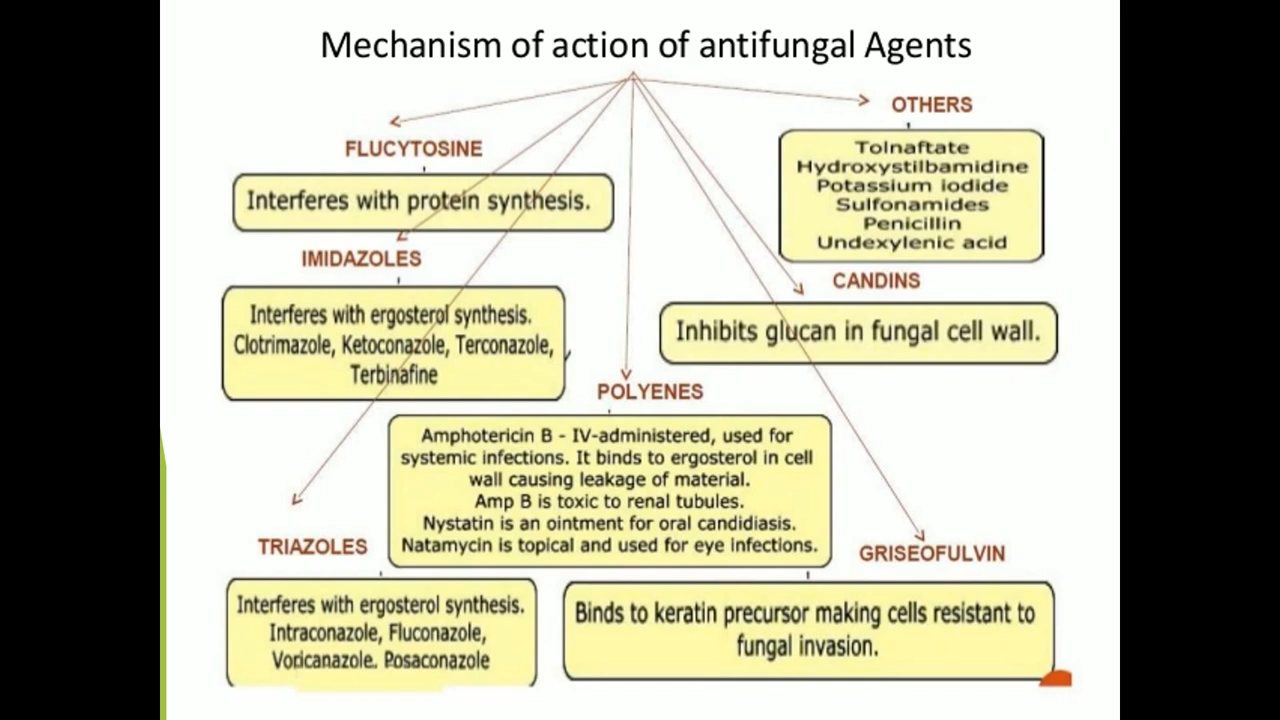 Mechanism of action of antifungal Agents
OTHERS
Tolnaftate
Hydroxystilbamidine
Potassium iodide
Sulfonamides
Penicillin
Undexylenic acid
FLUCYTOSINE
Interferes with protein synthesis.
IMIDAZOLES
Interferes with ergosterol synthesis.
Clotrimazole, Ketoconazole, Terconazole,
Terbinafine
CANDINS
Inhibits glucan in fungal cell wall.
POLYENES
Amphotericin B - IV-administered, used for
systemic infections. It binds to ergosterol in cell
wall causing leakage of material.
Amp B is toxic to renal tubules.
Nystatin is an ointment for oral candidiasis.
Natamycin is topical and used for eye infections.
TRIAZOLES
Interferes with ergosterol synthesis.
Intraconazole, Fluconazole,
Voricanazole. Posaconazole
GRISEOFULVIN
Binds to keratin precursor making cells resistant to
fungal invasion.